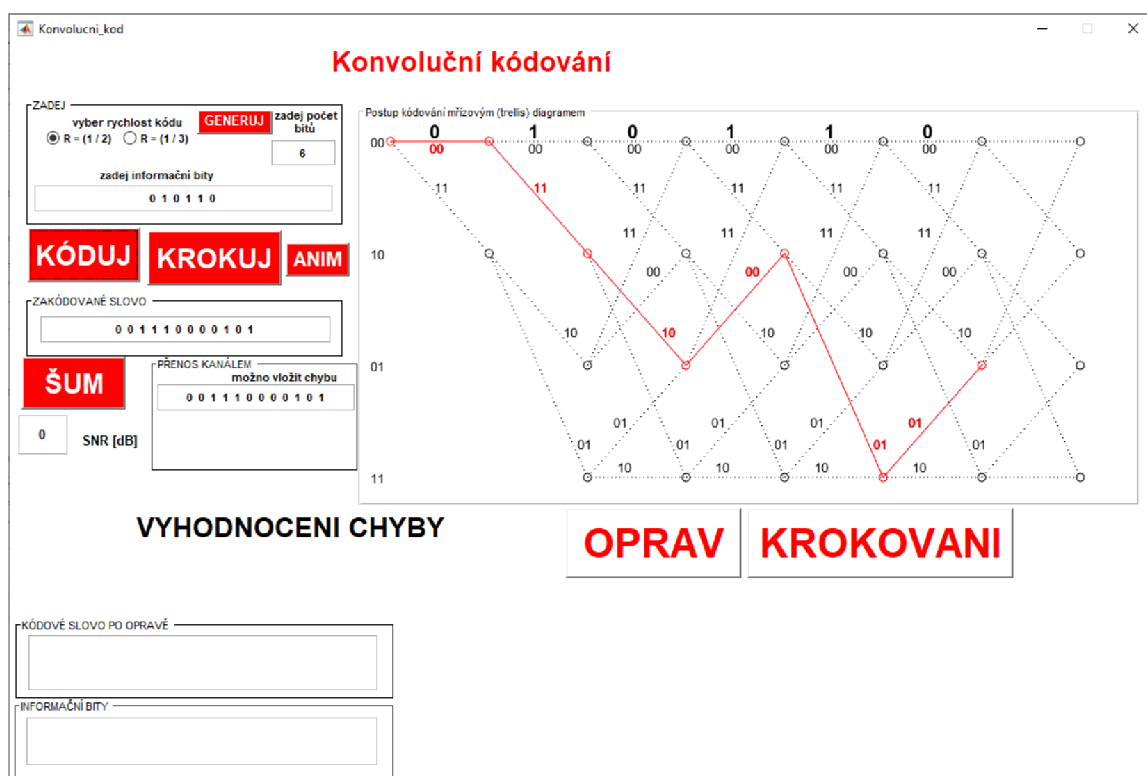 Konvolucni_kod
Konvoluční kódování
ZADEJ
vyber rychlost kódu
GENERUJ
zadej počet
bitů
R = (1 / 2) R = (1 / 3)
6
zadej informační bity
0 1 0 1 1 0
KÓDUJ KROKUJ ANIM
ZAKÓDOVANÉ SLOVO
0 0 1 1 1 0 0 0 0 1 0 1
ŠUM
PŘENOS KANÁLEM
možno vložit chybu
0 0 1 1 1 0 0 0 0 1 0 1
0 SNR [dB]
Postup kódování mřížovým (trellis) diagramem
0 1 0 1 1 0
00 00 00 00 00 00 00
11 11 11 11 11 11
11 11 11 11
10
00 00 00 00
10 10 10 10 10
01
01 01 01 01
01 01 01 01 01
10 10 10 10
11
VYHODNOCENI CHYBY
OPRAV KROKOVANI
KÓDOVÉ SLOVO PO OPRAVĚ
INFORMAČNÍ BITY